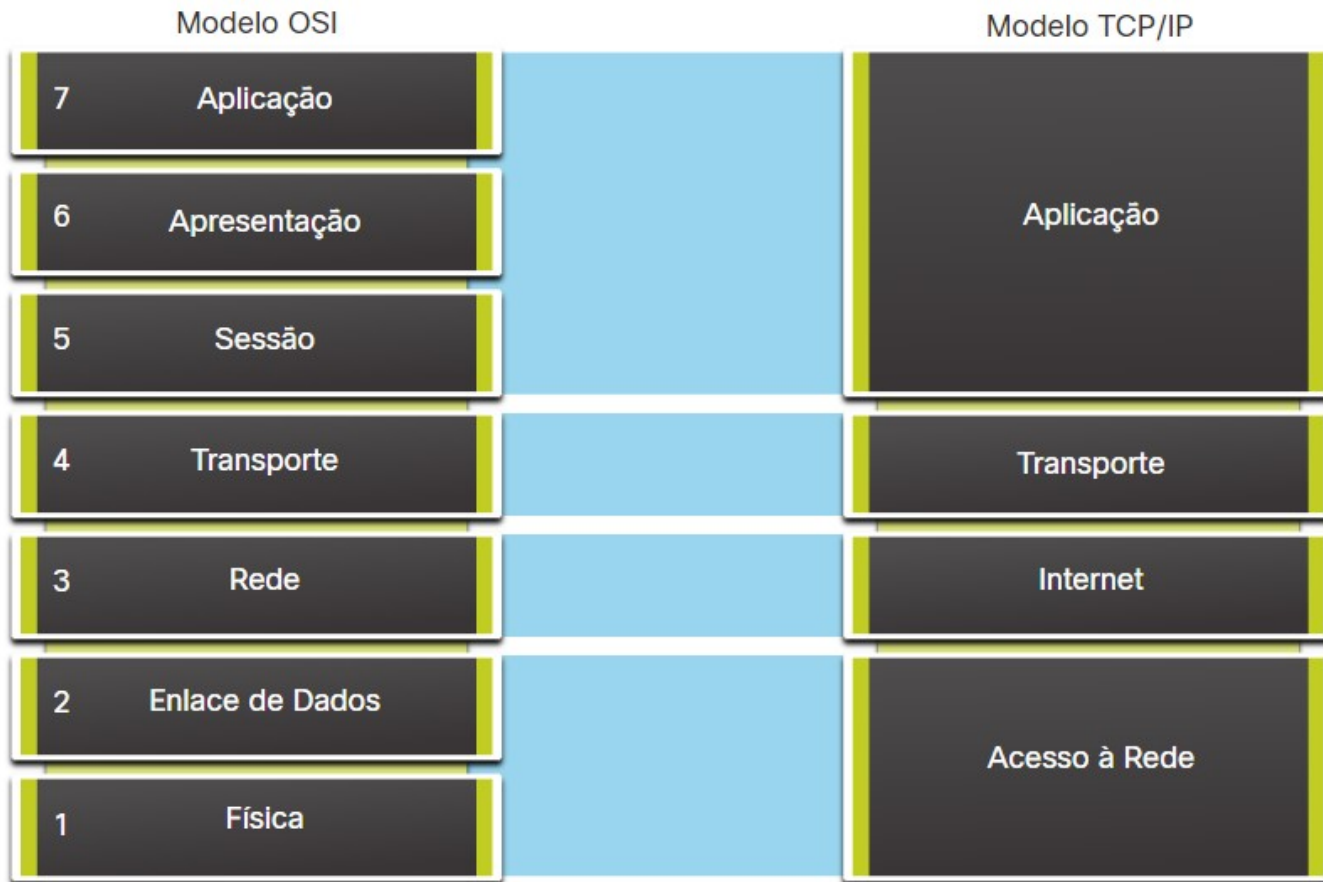 Modelo OSI
Modelo TCP/IP
7 Aplicação
6 Apresentação
5 Sessão
4 Transporte
3 Rede
2 Enlace de Dados
1 Física
Aplicação
Transporte
Internet
Acesso à Rede